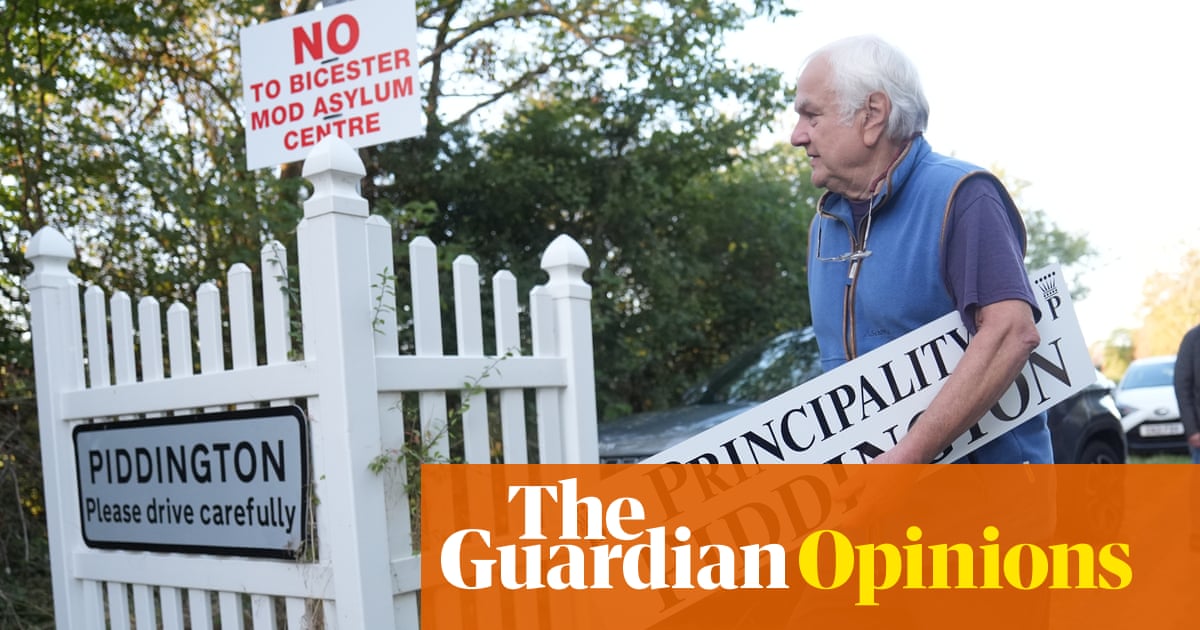 NO
TO BICESTER
MOD ASYLUM
CENTRE
PIDDINGTON
Please drive carefully
PRINCIPALITY
P
The
Guardian Opinions